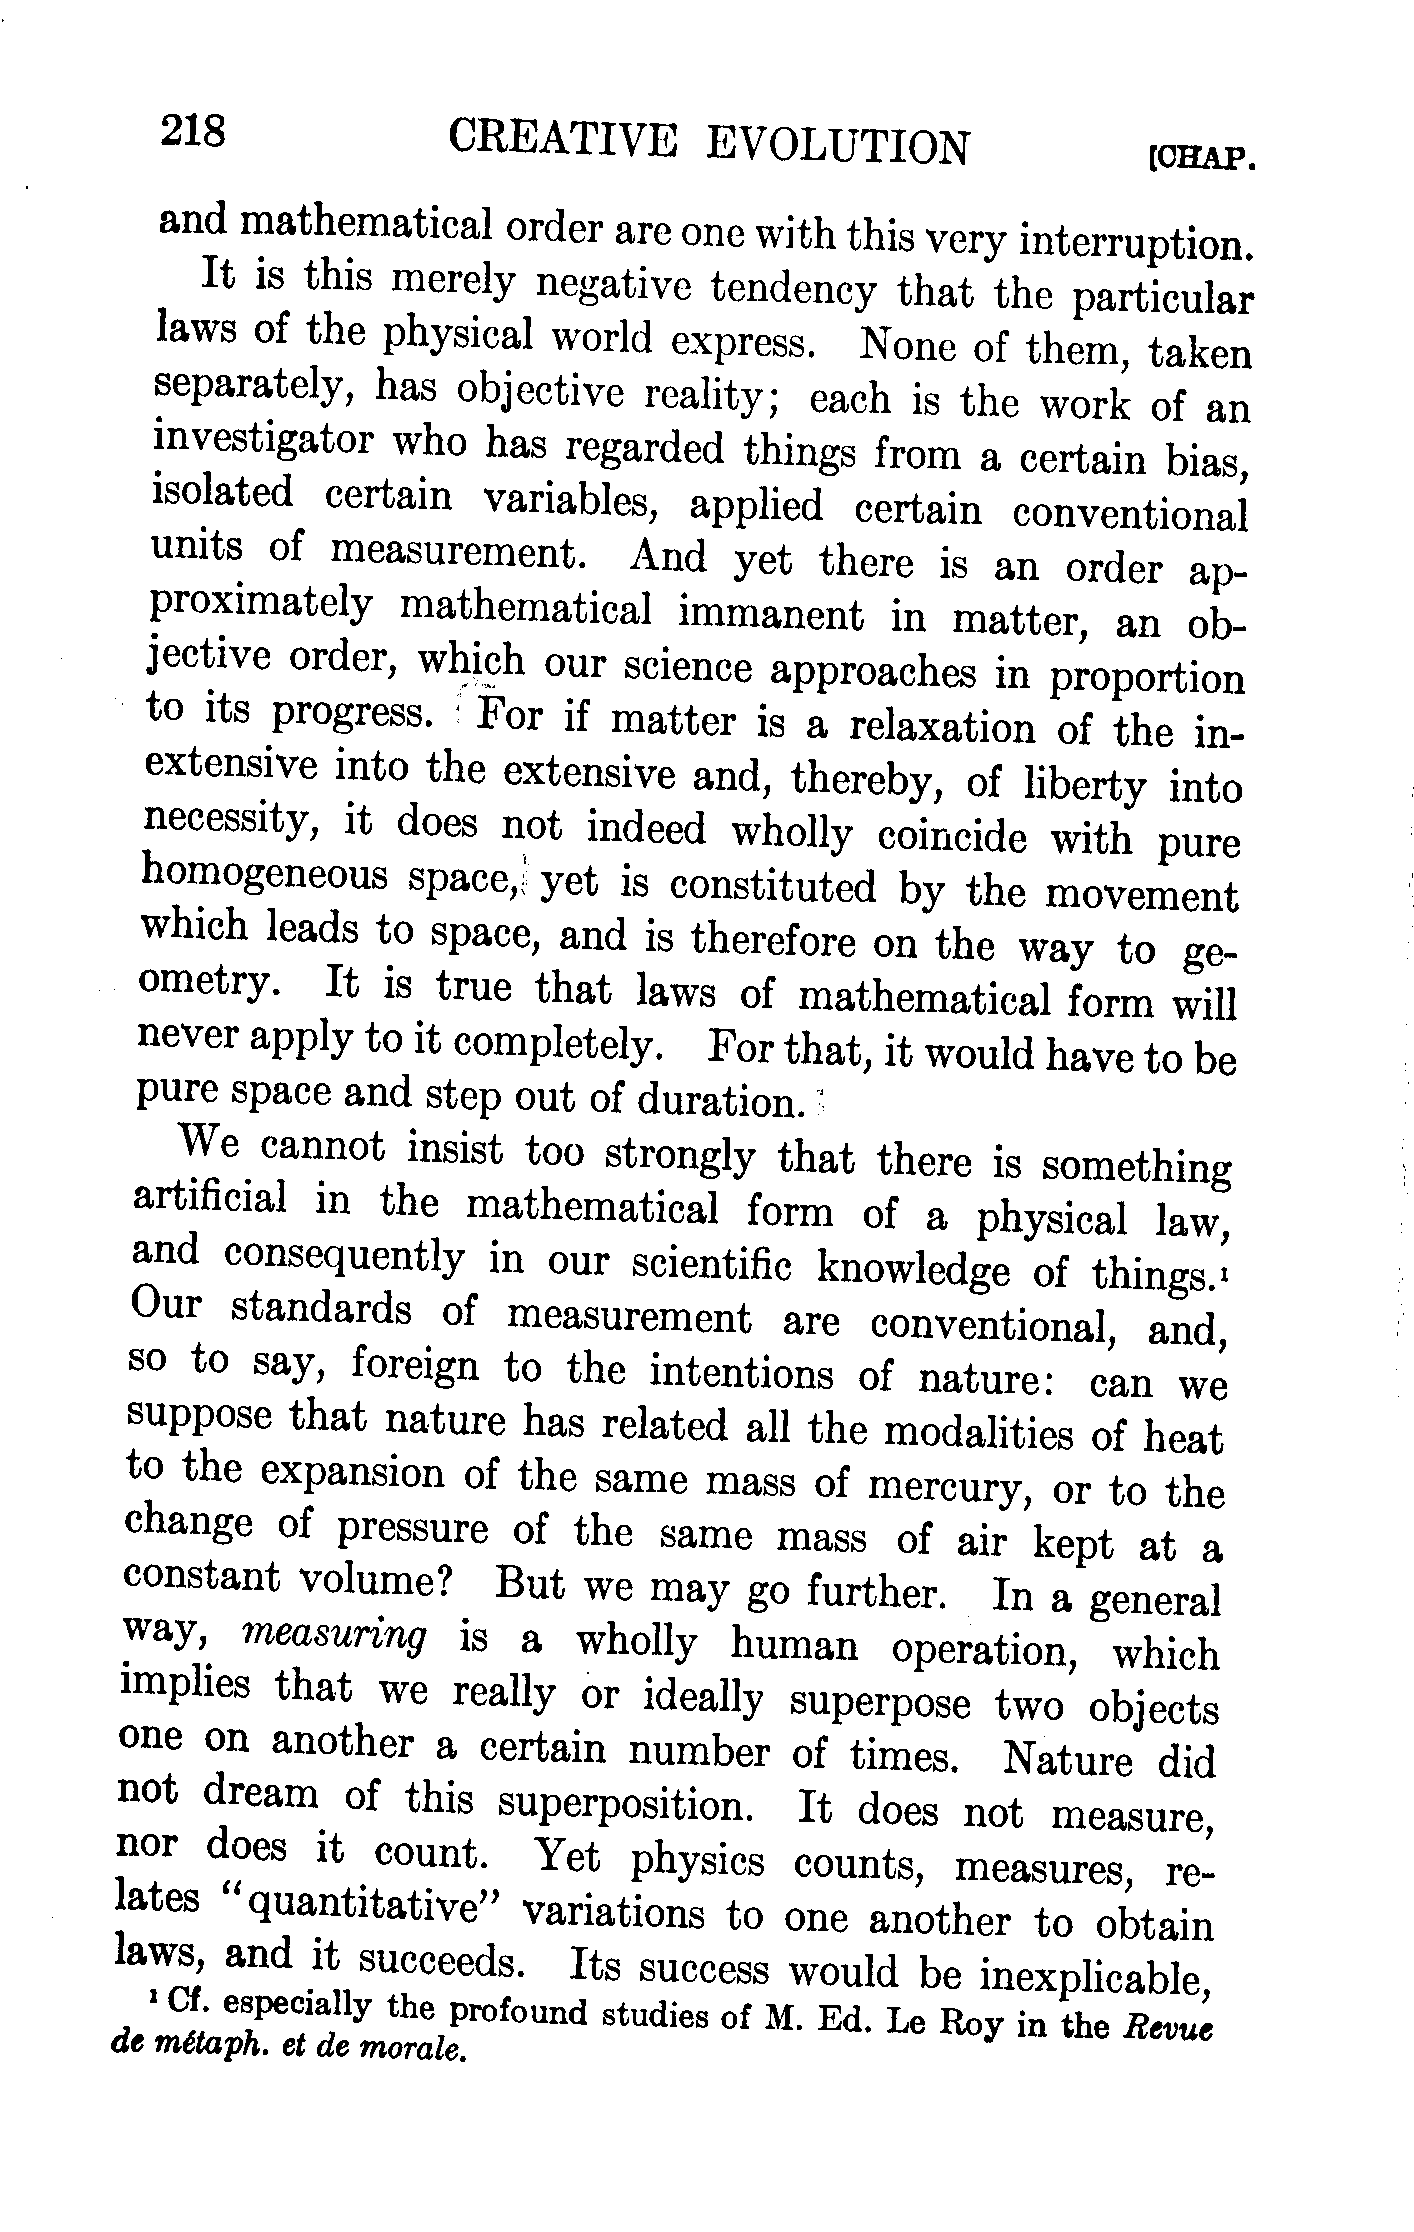 218 CREATIVE EVOLUTION [CHAP.
and mathematical order are one with this very interruption.
It is this merely negative tendency that the particular
laws of the physical world express. None of them, taken
separately, has objective reality; each is the work of an
investigator who has regarded things from a certain bias,
isolated certain variables, applied certain conventional
units of measurement. And yet there is an order ap-
proximately mathematical immanent in matter, an ob-
jective order, which our science approaches in proportion
to its progress. For if matter is a relaxation of the in-
extensive into the extensive and, thereby, of liberty into
necessity, it does not indeed wholly coincide with pure
homogeneous space, yet is constituted by the movement
which leads to space, and is therefore on the way to ge-
ometry. It is true that laws of mathematical form will
never apply to it completely. For that, it would have to be
pure space and step out of duration.
We cannot insist too strongly that there is something
artificial in the mathematical form of a physical law,
and consequently in our scientific knowledge of things.¹
Our standards of measurement are conventional, and,
so to say, foreign to the intentions of nature: can we
suppose that nature has related all the modalities of heat
to the expansion of the same mass of mercury, or to the
change of pressure of the same mass of air kept at a
constant volume? But we may go further. In a general
way, measuring is a wholly human operation, which
implies that we really or ideally superpose two objects
one on another a certain number of times. Nature did
not dream of this superposition. It does not measure,
nor does it count. Yet physics counts, measures, re-
lates "quantitative" variations to one another to obtain
laws, and it succeeds. Its success would be inexplicable,
¹ Cf. especially the profound studies of M. Ed. Le Roy in the Revue
de métaph. et de morale.